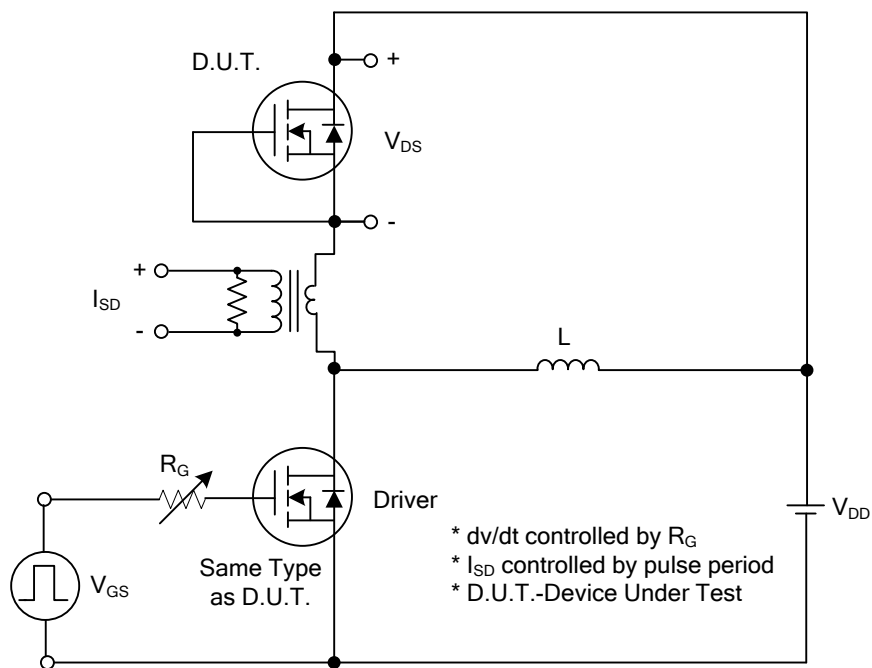 D.U.T.
+
V_DS
-
+
I_SD
-
L
R_G
Driver
V_DD
* dv/dt controlled by R_G
* I_SD controlled by pulse period
* D.U.T.-Device Under Test
V_GS
Same Type
as D.U.T.